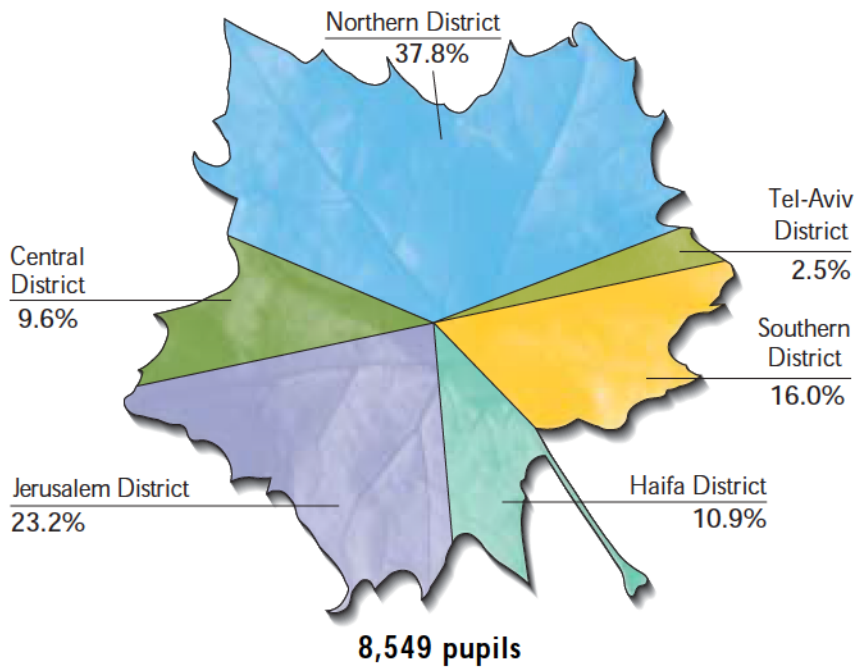 Northern District
37.8%
Tel-Aviv
District
2.5%
Central
District
9.6%
Southern
District
16.0%
Jerusalem District
23.2%
Haifa District
10.9%
8,549 pupils